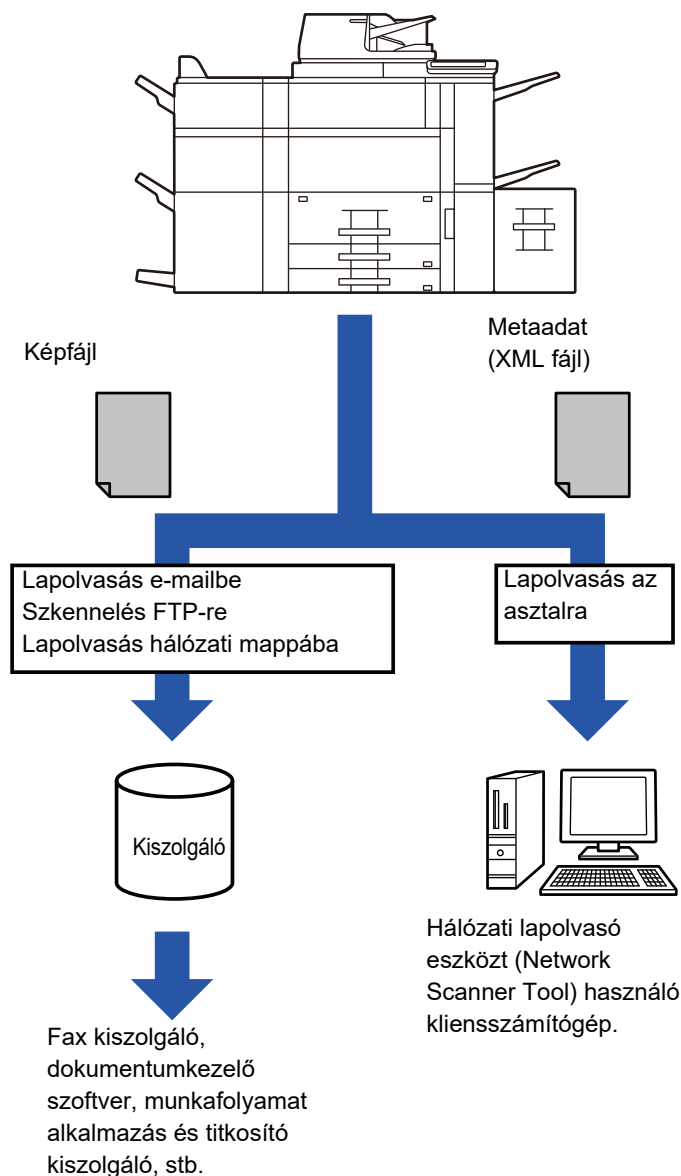 Képfájl
Metaadat
(XML fájl)
Lapolvasás e-mailbe
Szkennelés FTP-re
Lapolvasás hálózati mappába
Lapolvasás az
asztalra
Kiszolgáló
Hálózati lapolvasó
eszközt (Network
Scanner Tool) használó
kliensszámítógép.
Fax kiszolgáló,
dokumentumkezelő
szoftver, munkafolyamat
alkalmazás és titkosító
kiszolgáló, stb.